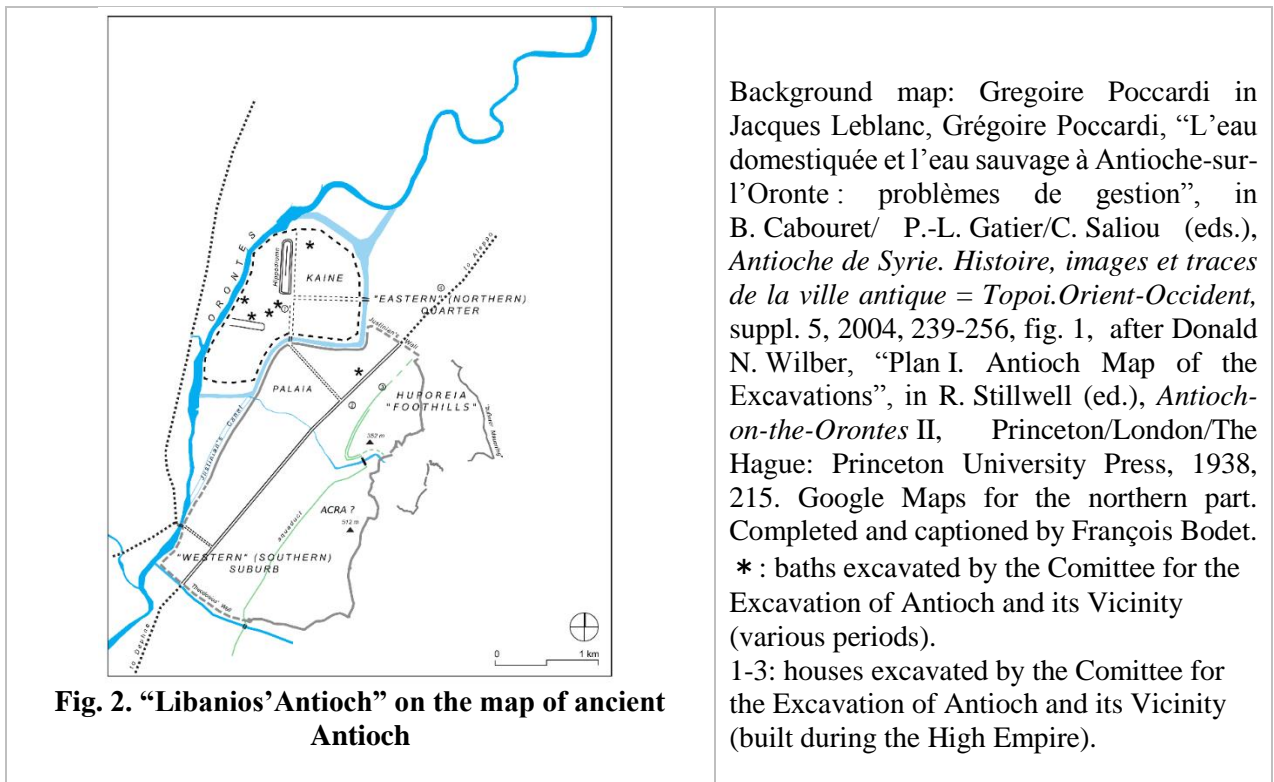 ORONTES
Hippodrome
KAINE
to Aleppo
④
①
"EASTERN" (NORTHERN)
QUARTER
Justinian's Wall
PALAIA
③
HUPOREIA
"FOOTHILLS"
②
382 m
Justinian's Canal
ACRA ?
512 m
aquaduct
"WESTERN" (SOUTHERN)
SUBURB
Theodosius' Wall
to Daphne
0 1 km
Fig. 2. “Libanios’Antioch” on the map of ancient
Antioch
Background map: Gregoire Poccardi in
Jacques Leblanc, Grégoire Poccardi, “L’eau
domestiquée et l’eau sauvage à Antioche-sur-
l’Oronte : problèmes de gestion”, in
B. Cabouret/ P.-L. Gatier/C. Saliou (eds.),
Antioche de Syrie. Histoire, images et traces
de la ville antique = Topoi.Orient-Occident,
suppl. 5, 2004, 239-256, fig. 1, after Donald
N. Wilber, “Plan I. Antioch Map of the
Excavations”, in R. Stillwell (ed.), Antioch-
on-the-Orontes II, Princeton/London/The
Hague: Princeton University Press, 1938,
215. Google Maps for the northern part.
Completed and captioned by François Bodet.
* : baths excavated by the Comittee for the
Excavation of Antioch and its Vicinity
(various periods).
1-3: houses excavated by the Comittee for
the Excavation of Antioch and its Vicinity
(built during the High Empire).